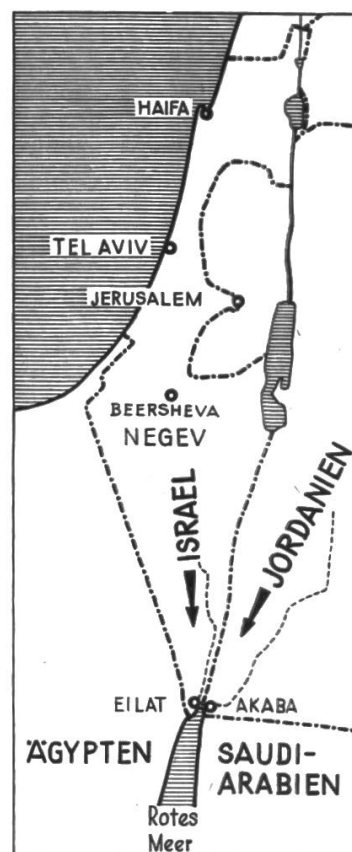 HAIFA
TEL AVIV
JERUSALEM
BEERSHEVA
NEGEV
ISRAEL
JORDANIEN
EILAT
AKABA
ÄGYPTEN
SAUDI-
ARABIEN
Rotes
Meer